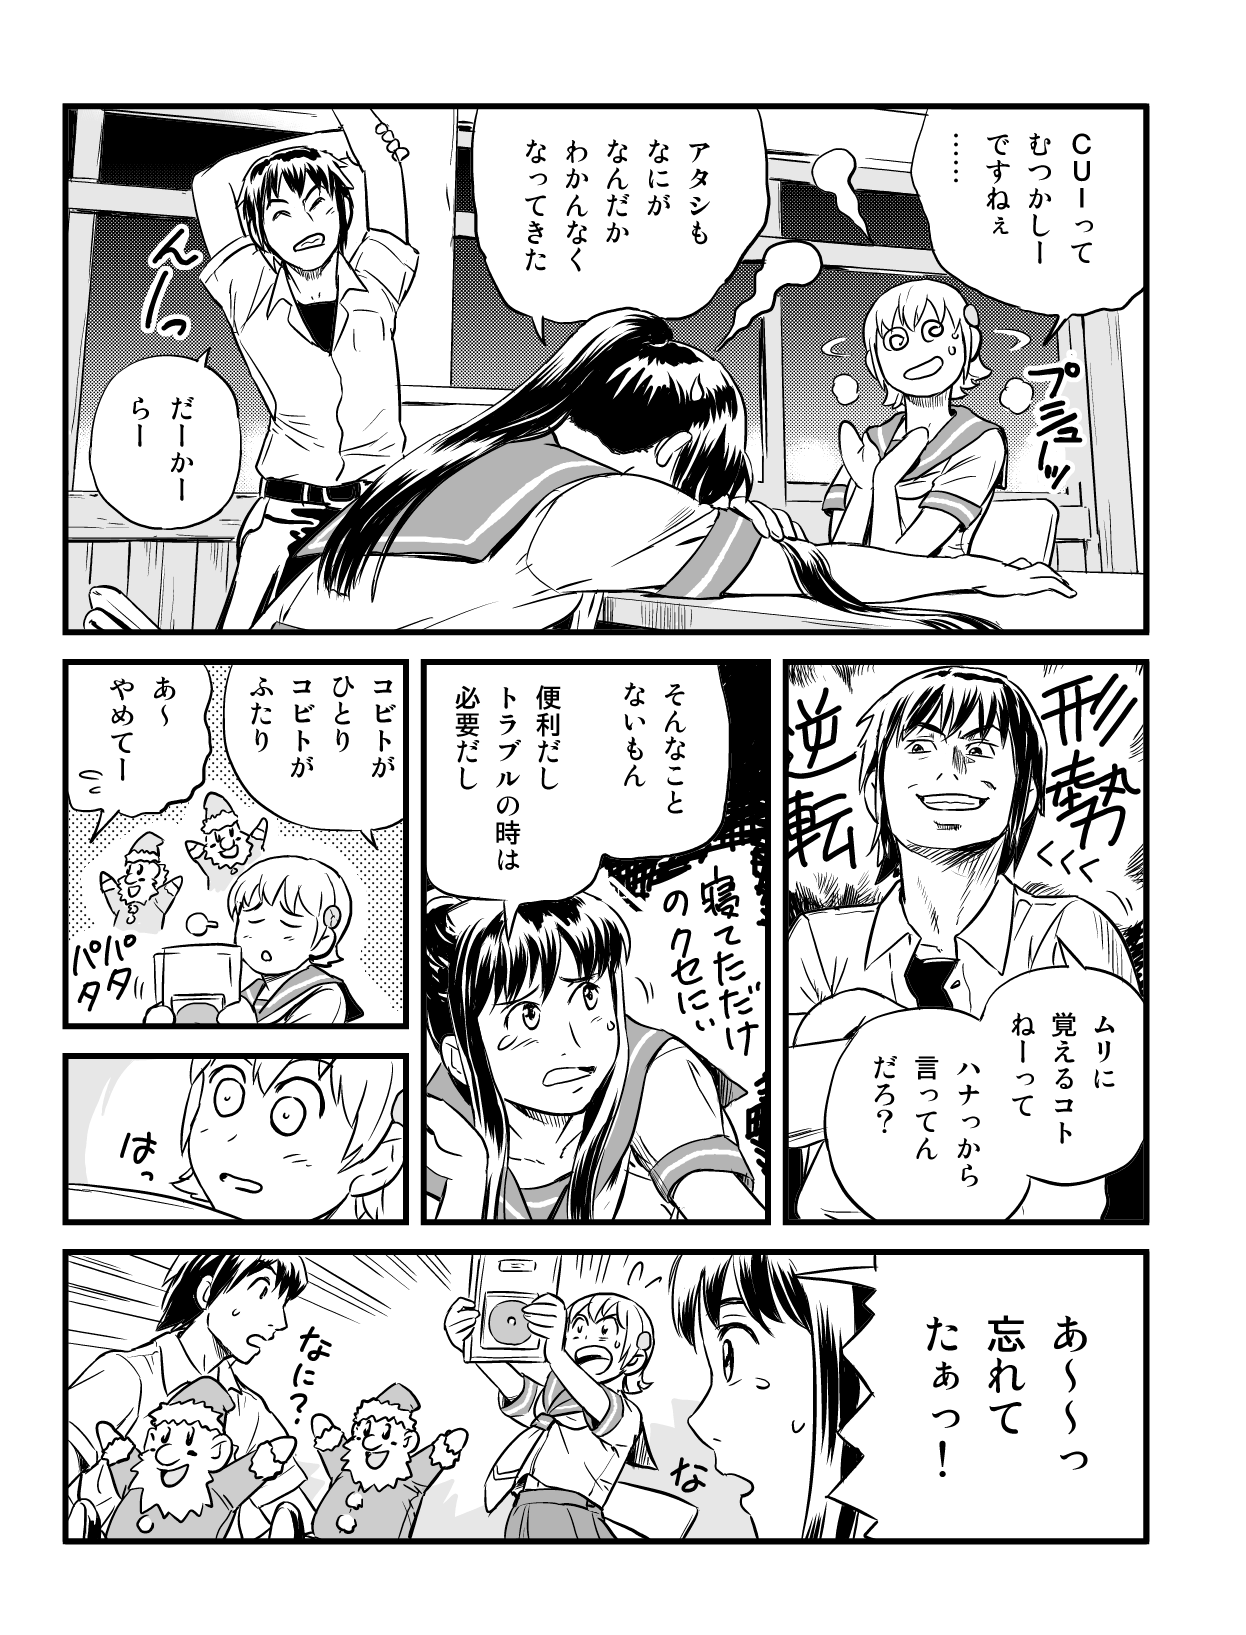 ＣＵＩって
むつかしー
ですねぇ
……
プシューッ
アタシも
なにが
なんだか
わかんなく
なってきた
んーっ
だーかー
らー
形勢
逆転
くくく
ムリに
覚えるコト
ねーって
ハナっから
言ってん
だろ？
そんなこと
ないもん
便利だし
トラブルの時は
必要だし
寝てただけ
のクセにぃ
コビトが
ひとり
コビトが
ふたり
あ〜
やめてー
パパ
タタ
はっ
あ〜〜っ
忘れて
たぁっ！
な
なに？